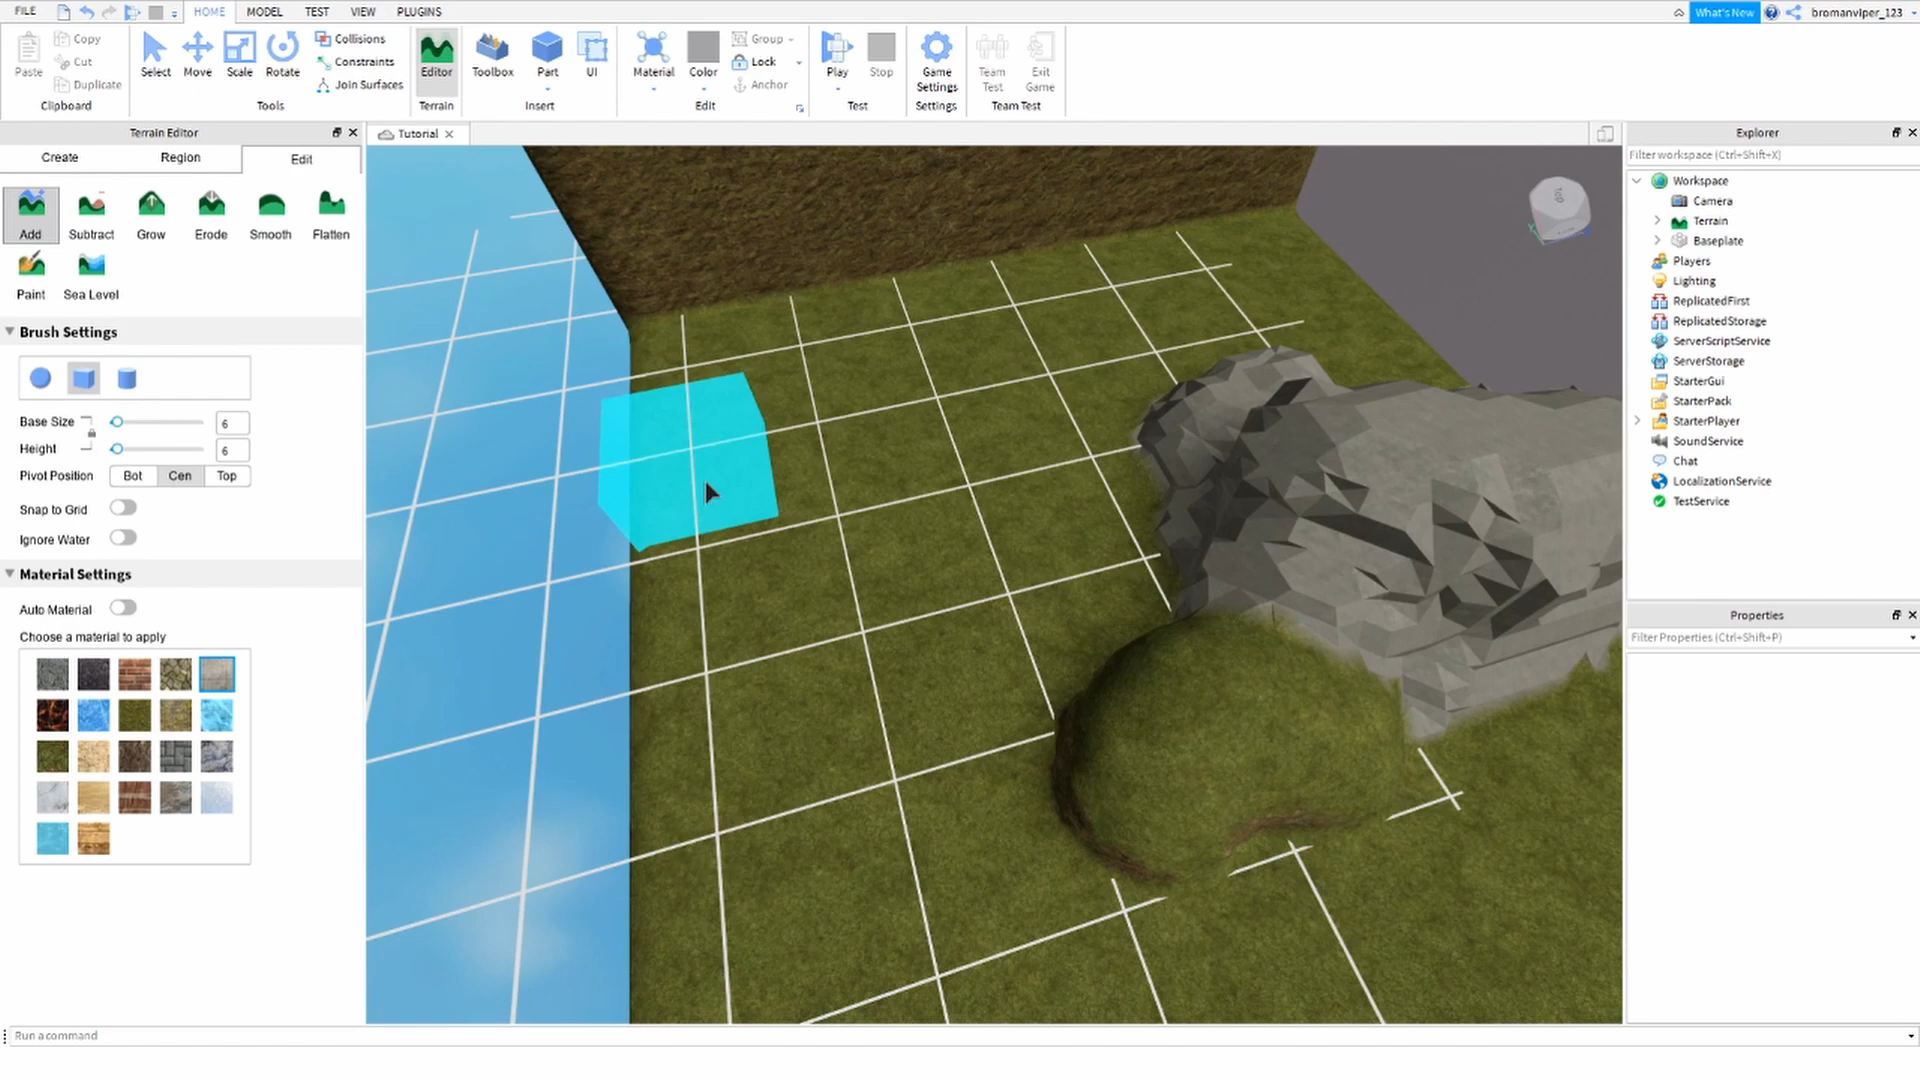 FILE HOME MODEL TEST VIEW PLUGINS What's New bromanviper_123
Paste Copy Cut Duplicate Clipboard
Select Move Scale Rotate Collisions Constraints Join Surfaces Tools
Editor Terrain
Toolbox Part UI Insert
Material Color Group Lock Anchor Edit
Play Stop Test
Game Settings Settings
Team Test Exit Game Team Test
Terrain Editor
Create Region Edit
Add Subtract Grow Erode Smooth Flatten
Paint Sea Level
Brush Settings
Base Size 6
Height 6
Pivot Position Bot Cen Top
Snap to Grid
Ignore Water
Material Settings
Auto Material
Choose a material to apply
Tutorial
TOP
Explorer
Filter workspace (Ctrl+Shift+X)
Workspace
Camera
Terrain
Baseplate
Players
Lighting
ReplicatedFirst
ReplicatedStorage
ServerScriptService
ServerStorage
StarterGui
StarterPack
StarterPlayer
SoundService
Chat
LocalizationService
TestService
Properties
Filter Properties (Ctrl+Shift+P)
Run a command